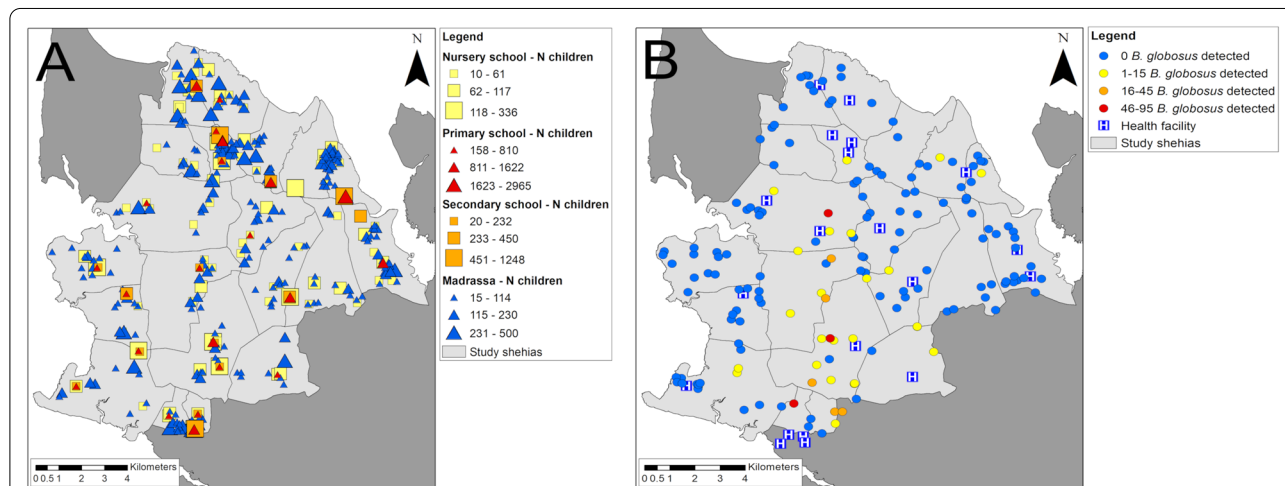 A
N
Legend
Nursery school - N children
10 - 61
62 - 117
118 - 336
Primary school - N children
158 - 810
811 - 1622
1623 - 2965
Secondary school - N children
20 - 232
233 - 450
451 - 1248
Madrassa - N children
15 - 114
115 - 230
231 - 500
Study shehias
Kilometers
0 0.5 1 2 3 4
B
N
Legend
0 B. globosus detected
1-15 B. globosus detected
16-45 B. globosus detected
46-95 B. globosus detected
H Health facility
Study shehias
Kilometers
0 0.5 1 2 3 4